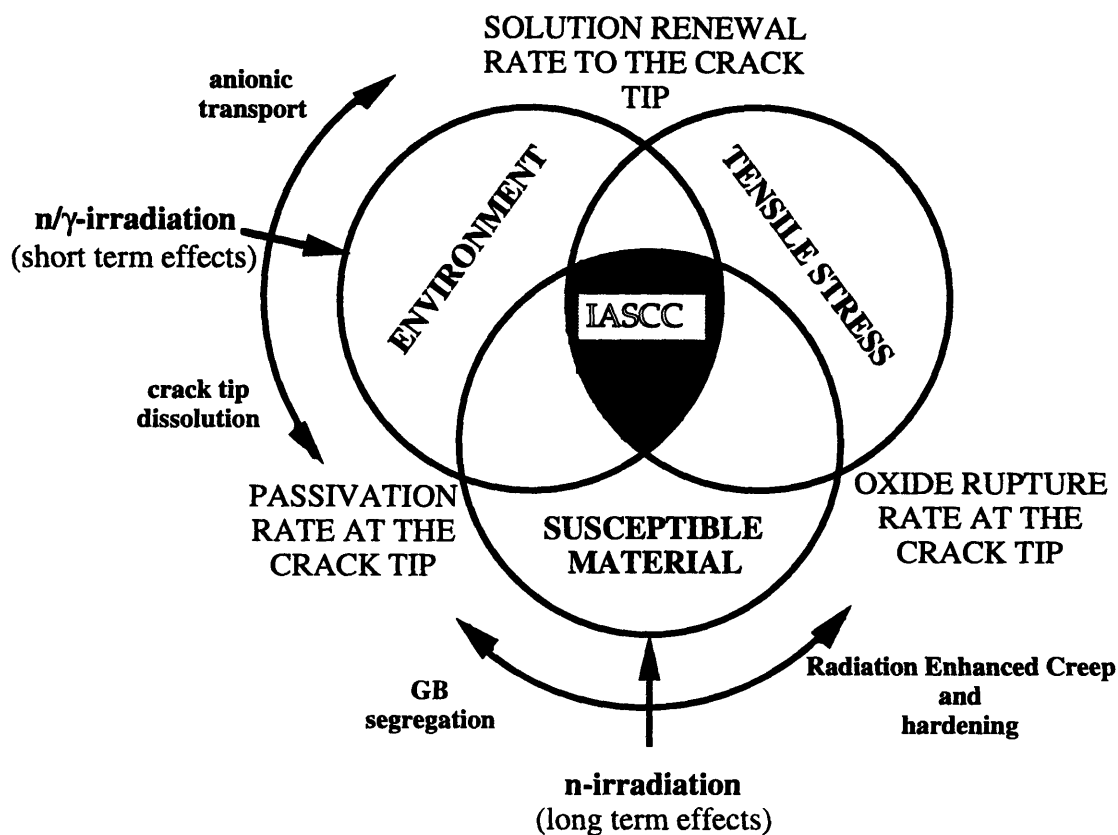 SOLUTION RENEWAL
RATE TO THE CRACK
TIP
anionic
transport
n/γ-irradiation
(short term effects)
ENVIRONMENT
TENSILE STRESS
IASCC
crack tip
dissolution
PASSIVATION
RATE AT THE
CRACK TIP
SUSCEPTIBLE
MATERIAL
OXIDE RUPTURE
RATE AT THE
CRACK TIP
GB
segregation
Radiation Enhanced Creep
and
hardening
n-irradiation
(long term effects)